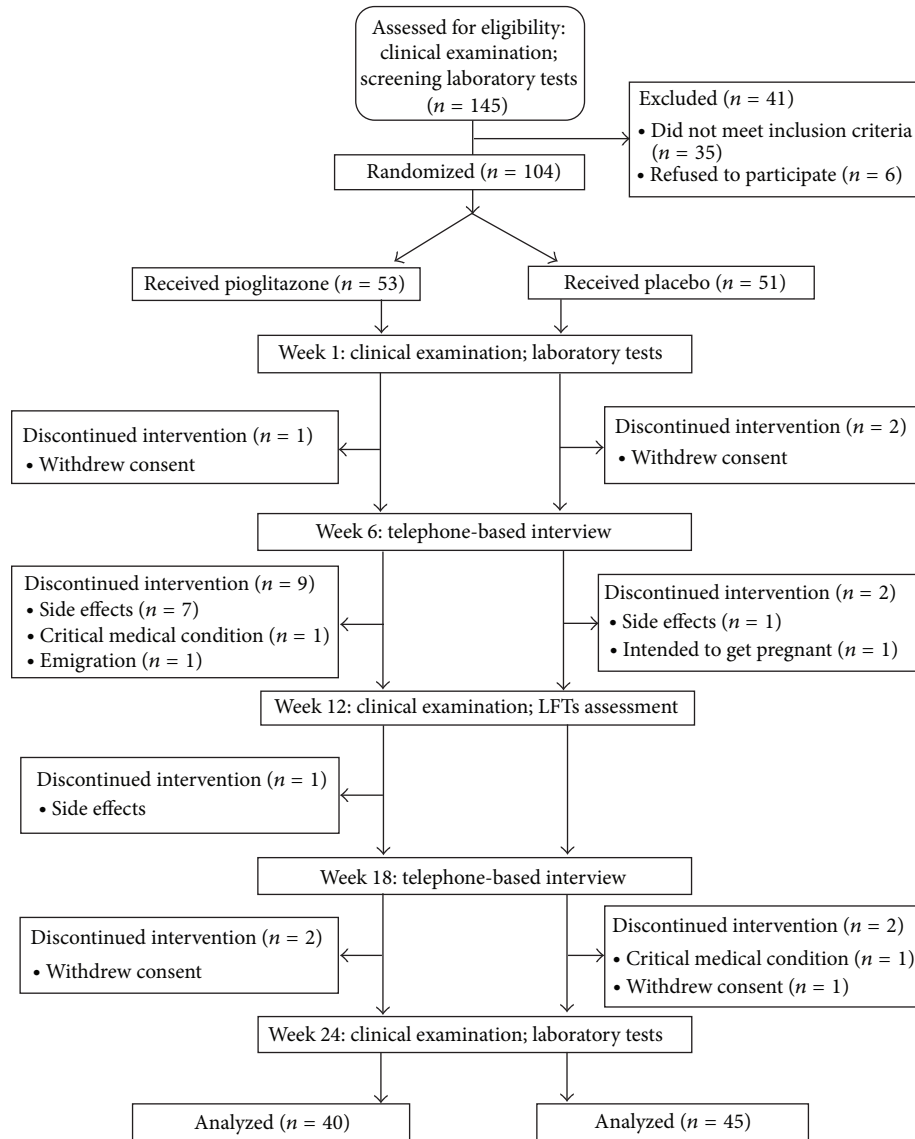 Assessed for eligibility:
clinical examination;
screening laboratory tests
(n = 145)
Excluded (n = 41)
• Did not meet inclusion criteria
(n = 35)
• Refused to participate (n = 6)
Randomized (n = 104)
Received pioglitazone (n = 53)
Received placebo (n = 51)
Week 1: clinical examination; laboratory tests
Discontinued intervention (n = 1)
• Withdrew consent
Discontinued intervention (n = 2)
• Withdrew consent
Week 6: telephone-based interview
Discontinued intervention (n = 9)
• Side effects (n = 7)
• Critical medical condition (n = 1)
• Emigration (n = 1)
Discontinued intervention (n = 2)
• Side effects (n = 1)
• Intended to get pregnant (n = 1)
Week 12: clinical examination; LFTs assessment
Discontinued intervention (n = 1)
• Side effects
Week 18: telephone-based interview
Discontinued intervention (n = 2)
• Withdrew consent
Discontinued intervention (n = 2)
• Critical medical condition (n = 1)
• Withdrew consent (n = 1)
Week 24: clinical examination; laboratory tests
Analyzed (n = 40)
Analyzed (n = 45)